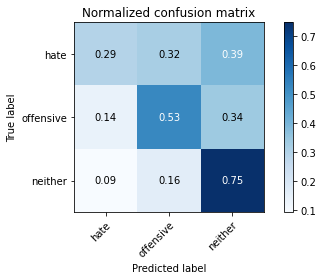 Normalized confusion matrix
True label
hate 0.29 0.32 0.39
offensive 0.14 0.53 0.34
neither 0.09 0.16 0.75
hate offensive neither
Predicted label
0.7
0.6
0.5
0.4
0.3
0.2
0.1